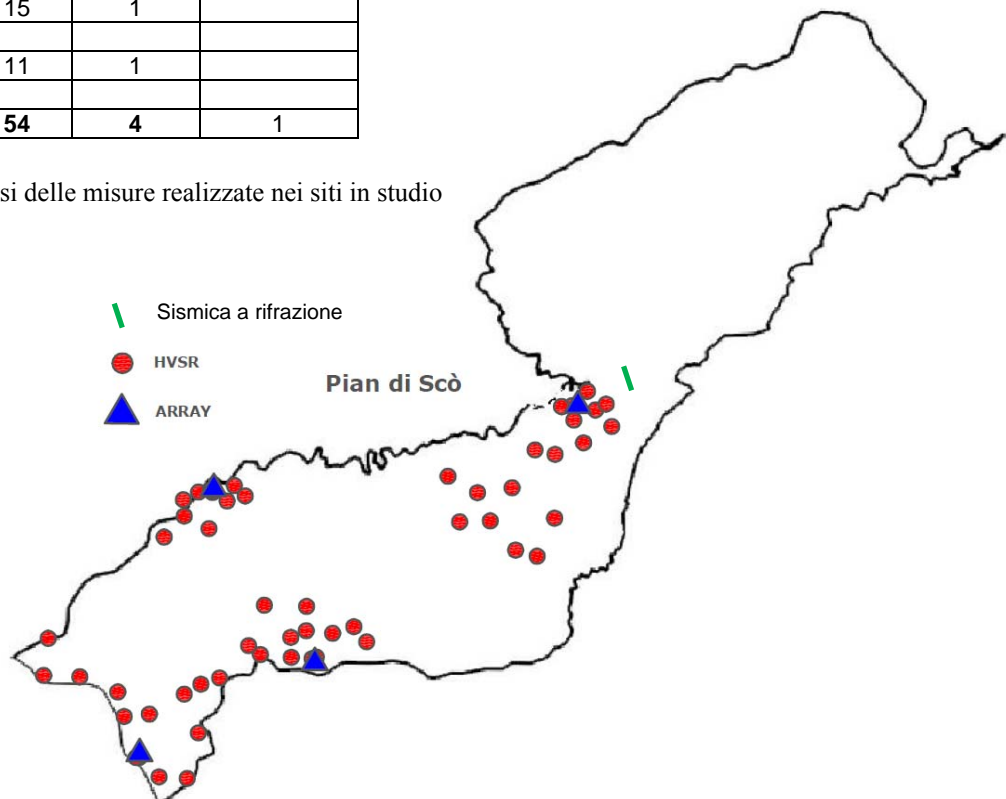 15 1
11 1
54 4 1
si delle misure realizzate nei siti in studio
Sismica a rifrazione
HVSR
Pian di Scò
ARRAY